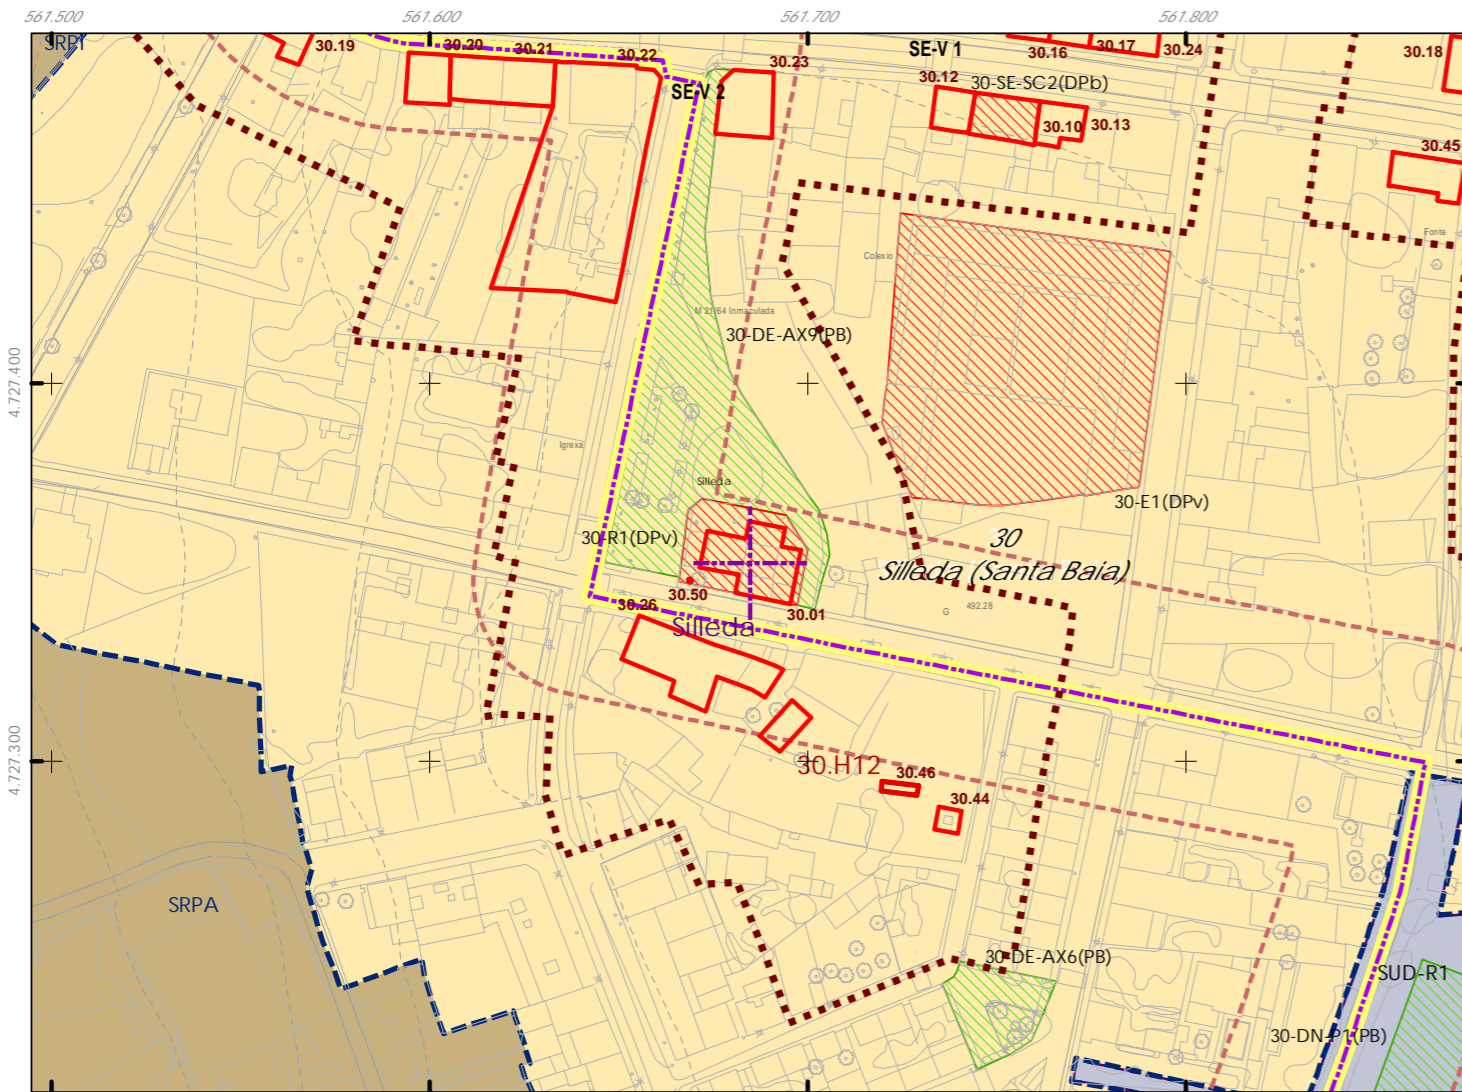 561.500
561.600
561.700
561.800
SRPI
30.19
30.20
30.21
30.22
30.23
SE-V 1
30.16
30.17
30.24
30.18
SE-V 2
30.12
30-SE-SC2(DPb)
30.10
30.13
30.45
Colexio
Fonte
M 21/64 Inmaculada
30-DE-AX9(PB)
4.727.400
Igrexa
Silleda
30-E1(DPv)
30-R1(DPv)
30
Silleda (Santa Baia)
30.50
30.26
30.01
G
492.28
Silleda
4.727.300
30.H12
30.46
30.44
SRPA
30-DE-AX6(PB)
SUD-R1
30-DN-P1(PB)